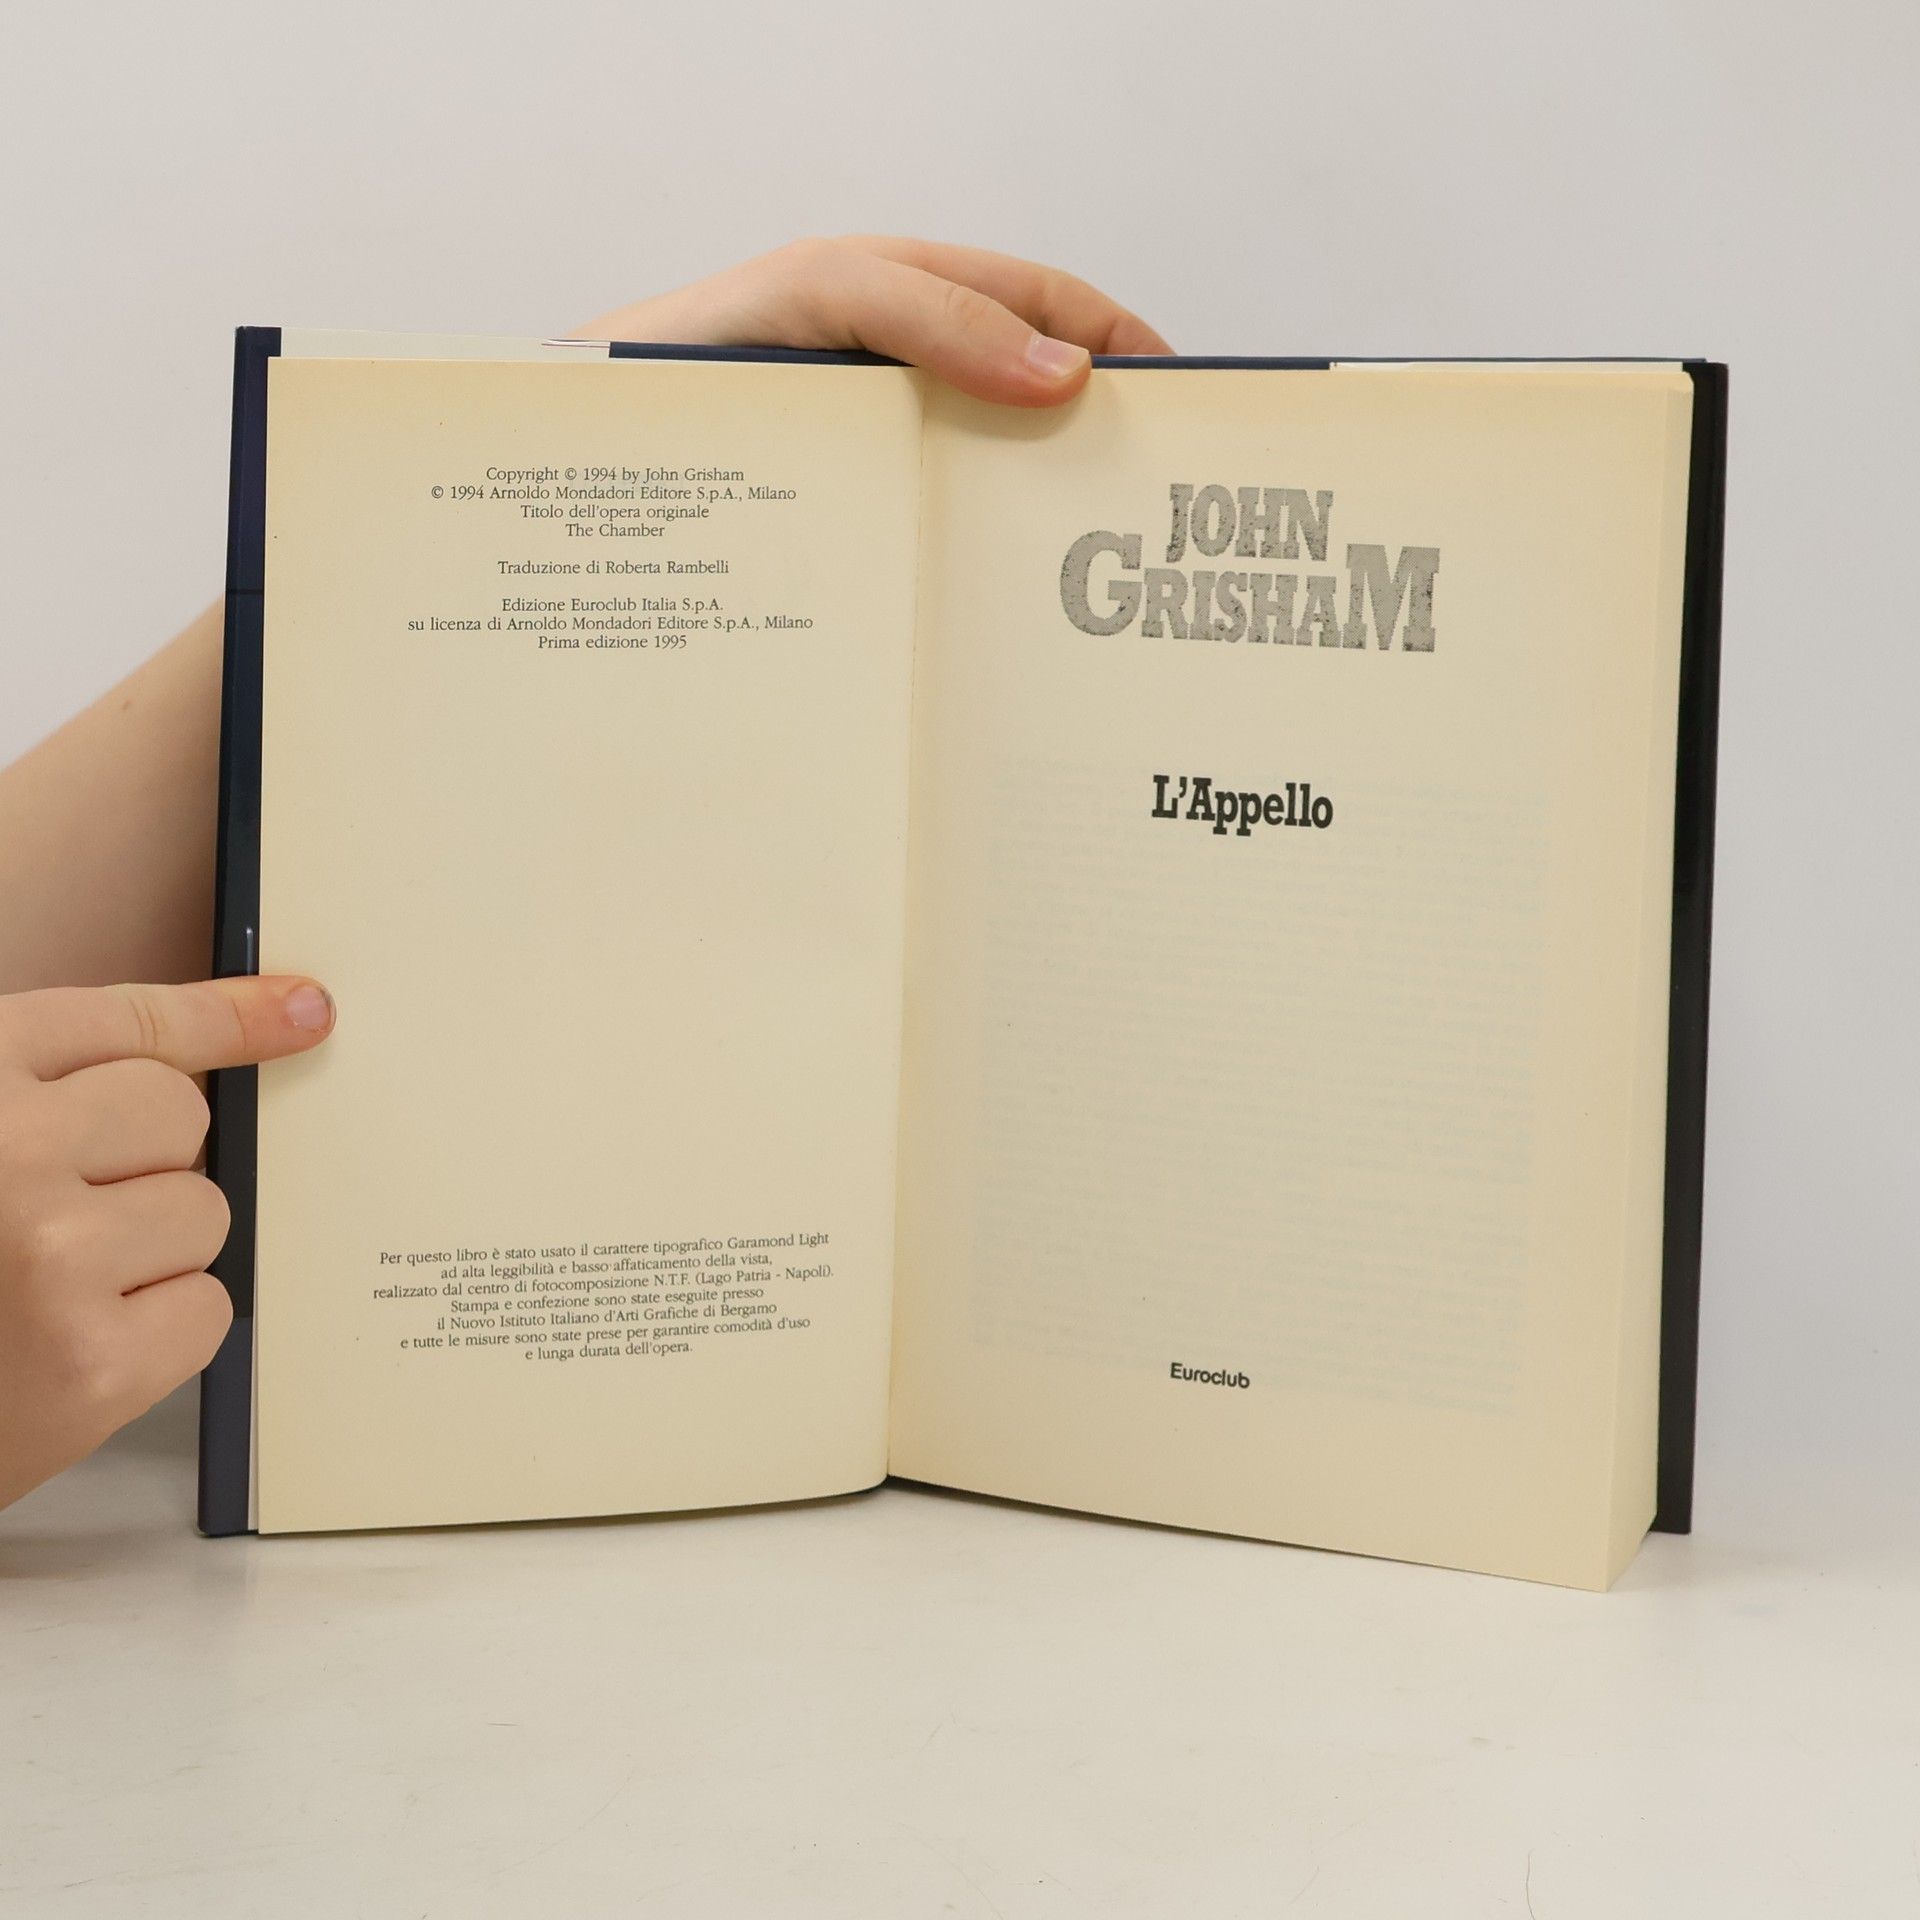 Copyright © 1994 by John Grisham
© 1994 Arnoldo Mondadori Editore S.p.A., Milano
Titolo dell'opera originale
The Chamber
Traduzione di Roberta Rambelli
Edizione Euroclub Italia S.p.A.
su licenza di Arnoldo Mondadori Editore S.p.A., Milano
Prima edizione 1995
Per questo libro è stato usato il carattere tipografico Garamond Light
ad alta leggibilità e basso affaticamento della vista,
realizzato dal centro di fotocomposizione N.T.F. (Lago Patria - Napoli).
Stampa e confezione sono state eseguite presso
il Nuovo Istituto Italiano d'Arti Grafiche di Bergamo
e tutte le misure sono state prese per garantire comodità d'uso
e lunga durata dell'opera.
JOHN
GRISHAM
L'Appello
Euroclub